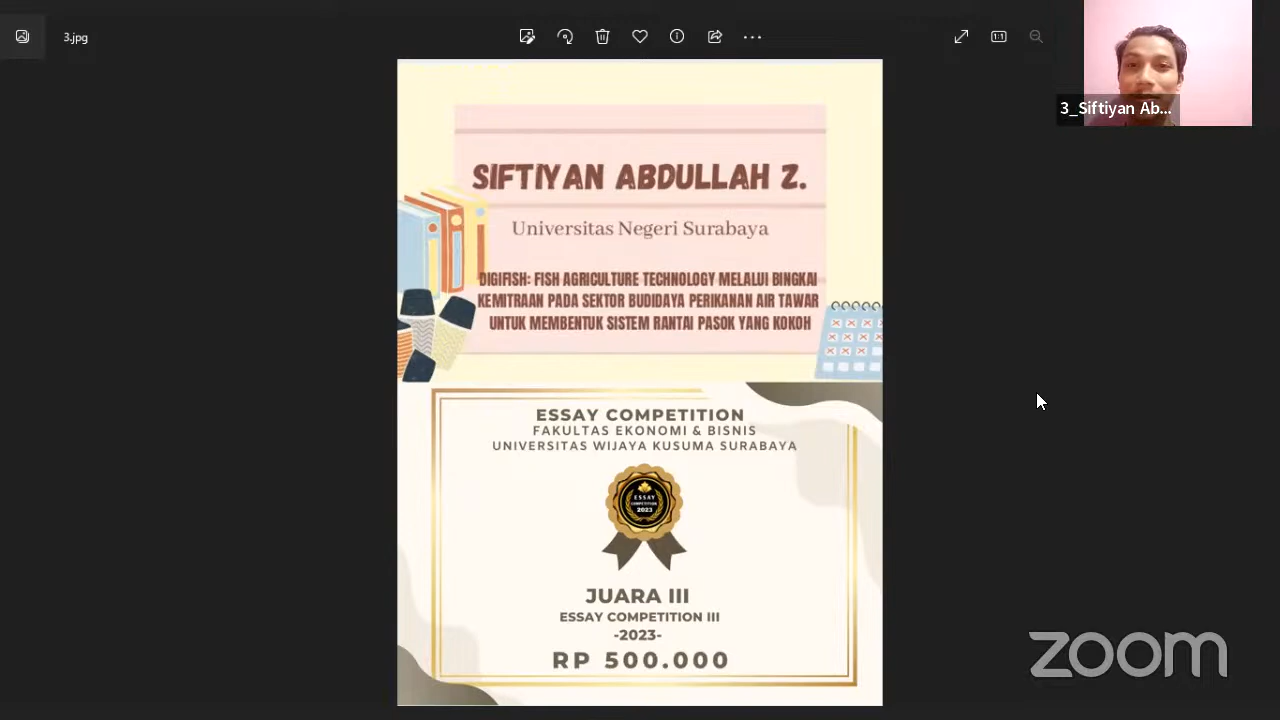 3.jpg
3_Siftiyan Ab...
SIFTIYAN ABDULLAH Z.
Universitas Negeri Surabaya
DIGIFISH: FISH AGRICULTURE TECHNOLOGY MELALUI BINGKAI
KEMITRAAN PADA SEKTOR BUDIDAYA PERIKANAN AIR TAWAR
UNTUK MEMBENTUK SISTEM RANTAI PASOK YANG KOKOH
ESSAY COMPETITION
FAKULTAS EKONOMI & BISNIS
UNIVERSITAS WIJAYA KUSUMA SURABAYA
ESSAY
COMPETITION
2023
JUARA III
ESSAY COMPETITION III
-2023-
RP 500.000
zoom